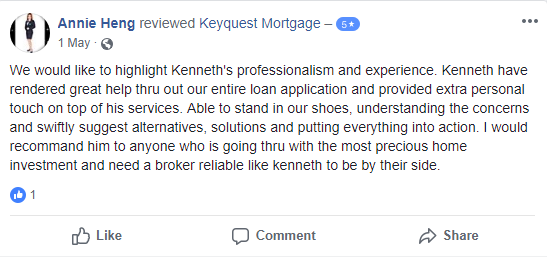 Annie Heng reviewed Keyquest Mortgage – 5★
1 May ·
We would like to highlight Kenneth's professionalism and experience. Kenneth have
rendered great help thru out our entire loan application and provided extra personal
touch on top of his services. Able to stand in our shoes, understanding the concerns
and swiftly suggest alternatives, solutions and putting everything into action. I would
recommand him to anyone who is going thru with the most precious home
investment and need a broker reliable like kenneth to be by their side.
1
Like Comment Share